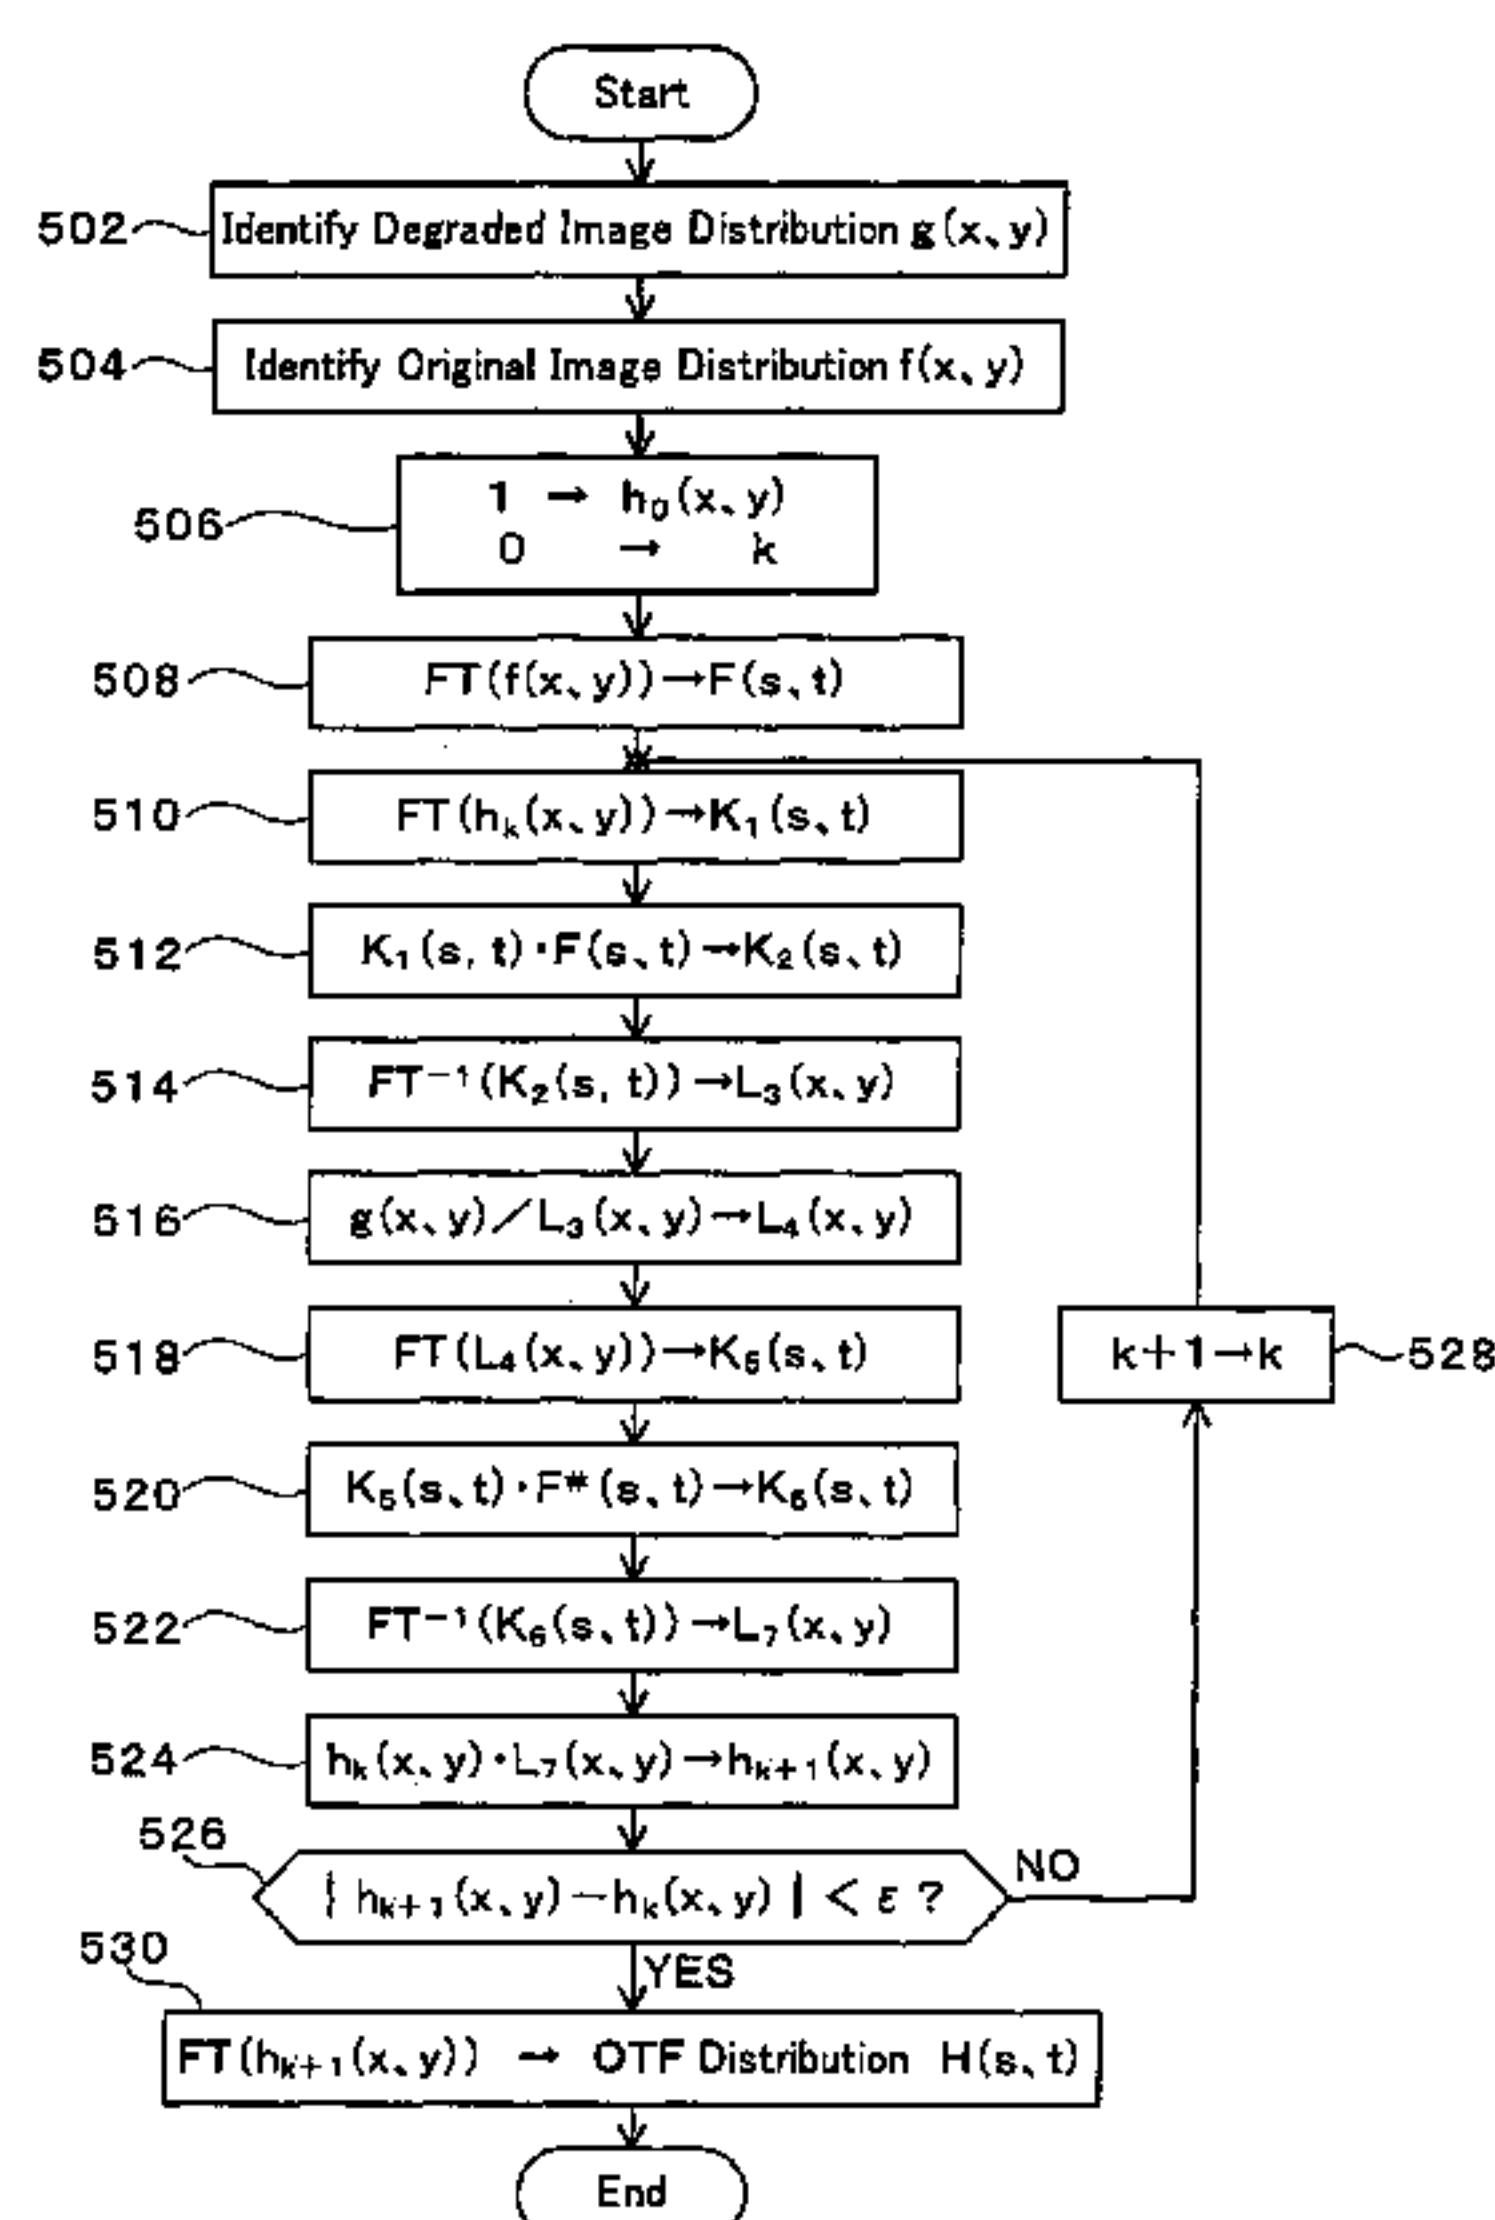 Start
502 Identify Degraded Image Distribution g(x、y)
504 Identify Original Image Distribution f(x、y)
506
1 → h₀(x、y)
0 → k
508 FT(f(x、y))→F(s、t)
510 FT(hₖ(x、y))→K₁(s、t)
512 K₁(s, t)·F(s、t)→K₂(s、t)
514 FT⁻¹(K₂(s, t))→L₃(x、y)
516 g(x、y)／L₃(x、y)→L₄(x、y)
518 FT(L₄(x、y))→K₅(s、t)
k+1→k 528
520 K₅(s、t)·F#(s、t)→K₆(s、t)
522 FT⁻¹(K₆(s、t))→L₇(x、y)
524 hₖ(x、y)·L₇(x、y)→hₖ₊₁(x、y)
526 | hₖ₊₁(x、y)−hₖ(x、y) | < ε ? NO
YES
530
FT(hₖ₊₁(x、y)) → OTF Distribution H(s、t)
End